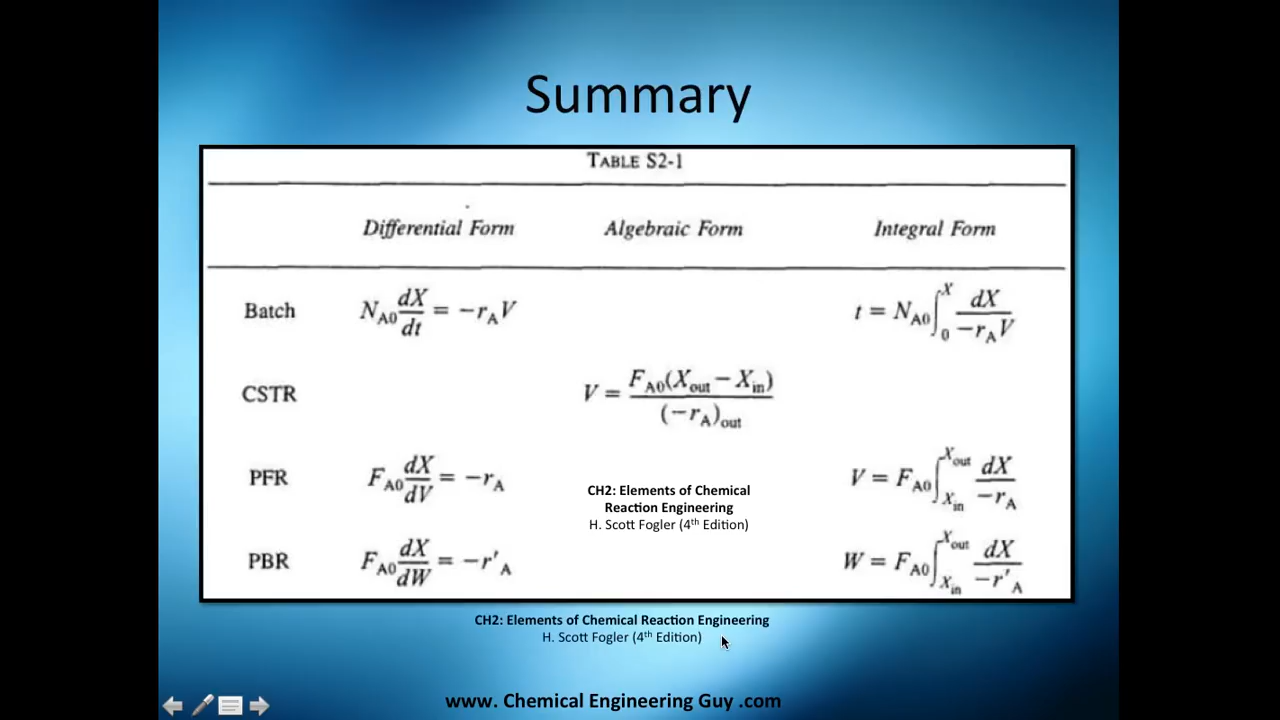 Summary
TABLE S2-1
Differential Form Algebraic Form Integral Form
Batch N_A0 dX/dt = −r_A V t = N_A0 ∫_0^X dX/(−r_A V)
CSTR V = F_A0(X_out − X_in)/(−r_A)_out
PFR F_A0 dX/dV = −r_A V = F_A0 ∫_X_in^X_out dX/(−r_A)
CH2: Elements of Chemical
Reaction Engineering
H. Scott Fogler (4th Edition)
PBR F_A0 dX/dW = −r'_A W = F_A0 ∫_X_in^X_out dX/(−r'_A)
CH2: Elements of Chemical Reaction Engineering
H. Scott Fogler (4th Edition)
www. Chemical Engineering Guy .com